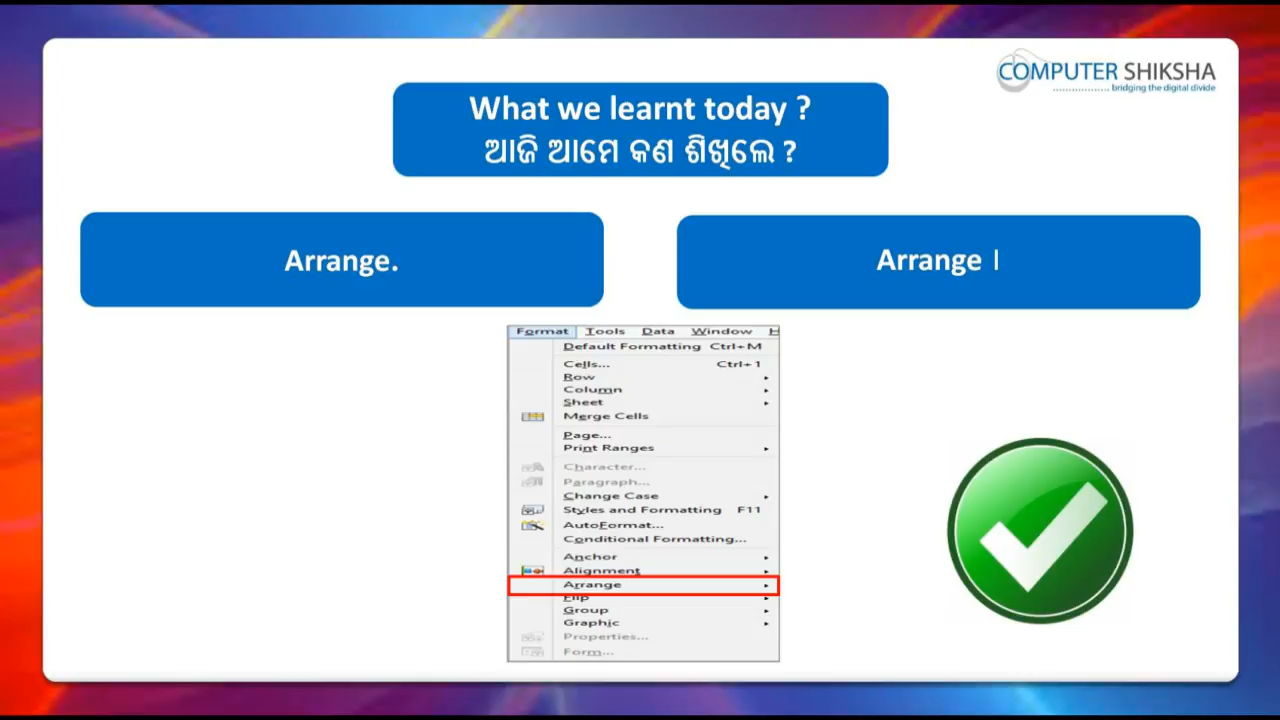 COMPUTER SHIKSHA
bridging the digital divide
What we learnt today ?
ଆଜି ଆମେ କଣ ଶିଖିଲେ ?
Arrange.
Arrange ।
Format Tools Data Window H
Default Formatting Ctrl+M
Cells... Ctrl+1
Row
Column
Sheet
Merge Cells
Page...
Print Ranges
Character...
Paragraph...
Change Case
Styles and Formatting F11
AutoFormat...
Conditional Formatting...
Anchor
Alignment
Arrange
Flip
Group
Graphic
Properties...
Form...